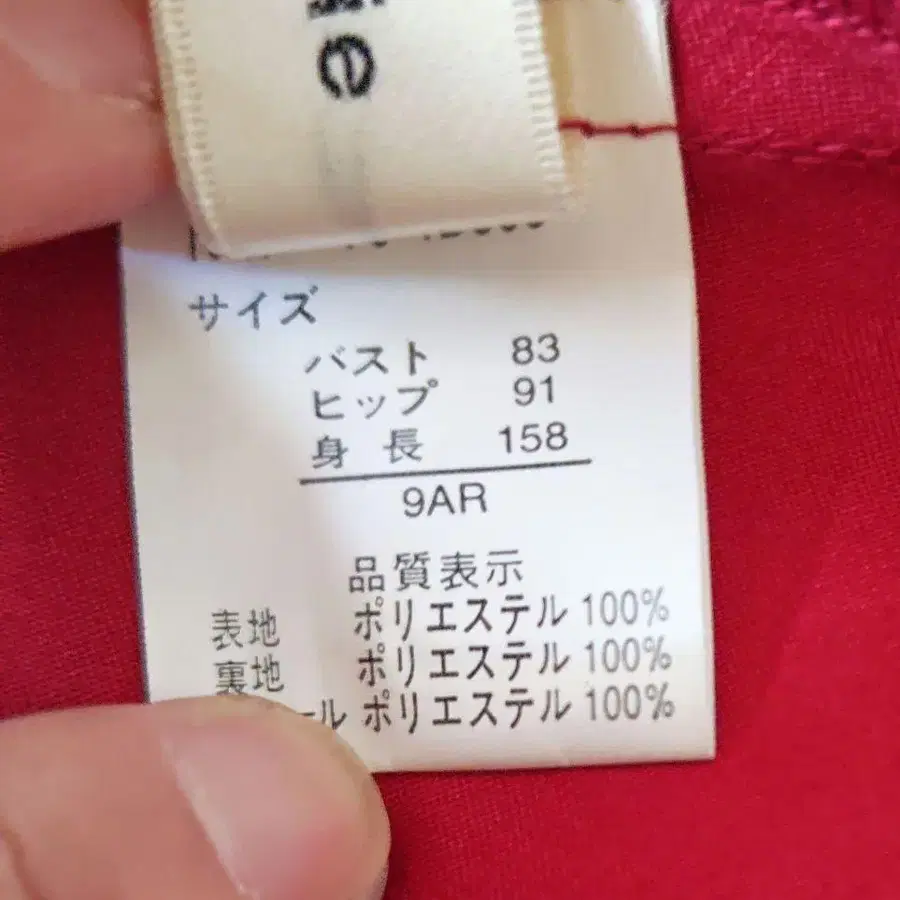 サイズ
バスト 83
ヒップ 91
身長 158
9AR
品質表示
表地 ポリエステル 100%
裏地 ポリエステル 100%
ポリエステル 100%